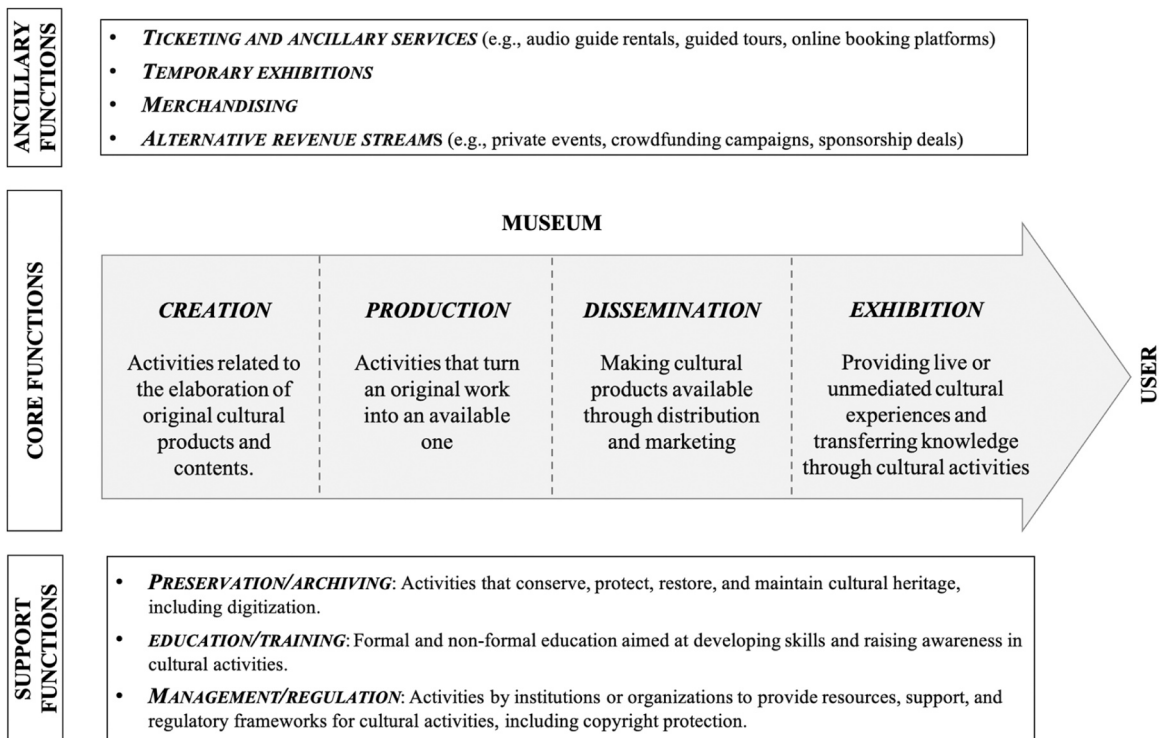 ANCILLARY
FUNCTIONS
• TICKETING AND ANCILLARY SERVICES (e.g., audio guide rentals, guided tours, online booking platforms)
• TEMPORARY EXHIBITIONS
• MERCHANDISING
• ALTERNATIVE REVENUE STREAMS (e.g., private events, crowdfunding campaigns, sponsorship deals)
CORE FUNCTIONS
MUSEUM
CREATION
Activities related to
the elaboration of
original cultural
products and
contents.
PRODUCTION
Activities that turn
an original work
into an available
one
DISSEMINATION
Making cultural
products available
through distribution
and marketing
EXHIBITION
Providing live or
unmediated cultural
experiences and
transferring knowledge
through cultural activities
USER
SUPPORT
FUNCTIONS
• PRESERVATION/ARCHIVING: Activities that conserve, protect, restore, and maintain cultural heritage,
including digitization.
• EDUCATION/TRAINING: Formal and non-formal education aimed at developing skills and raising awareness in
cultural activities.
• MANAGEMENT/REGULATION: Activities by institutions or organizations to provide resources, support, and
regulatory frameworks for cultural activities, including copyright protection.